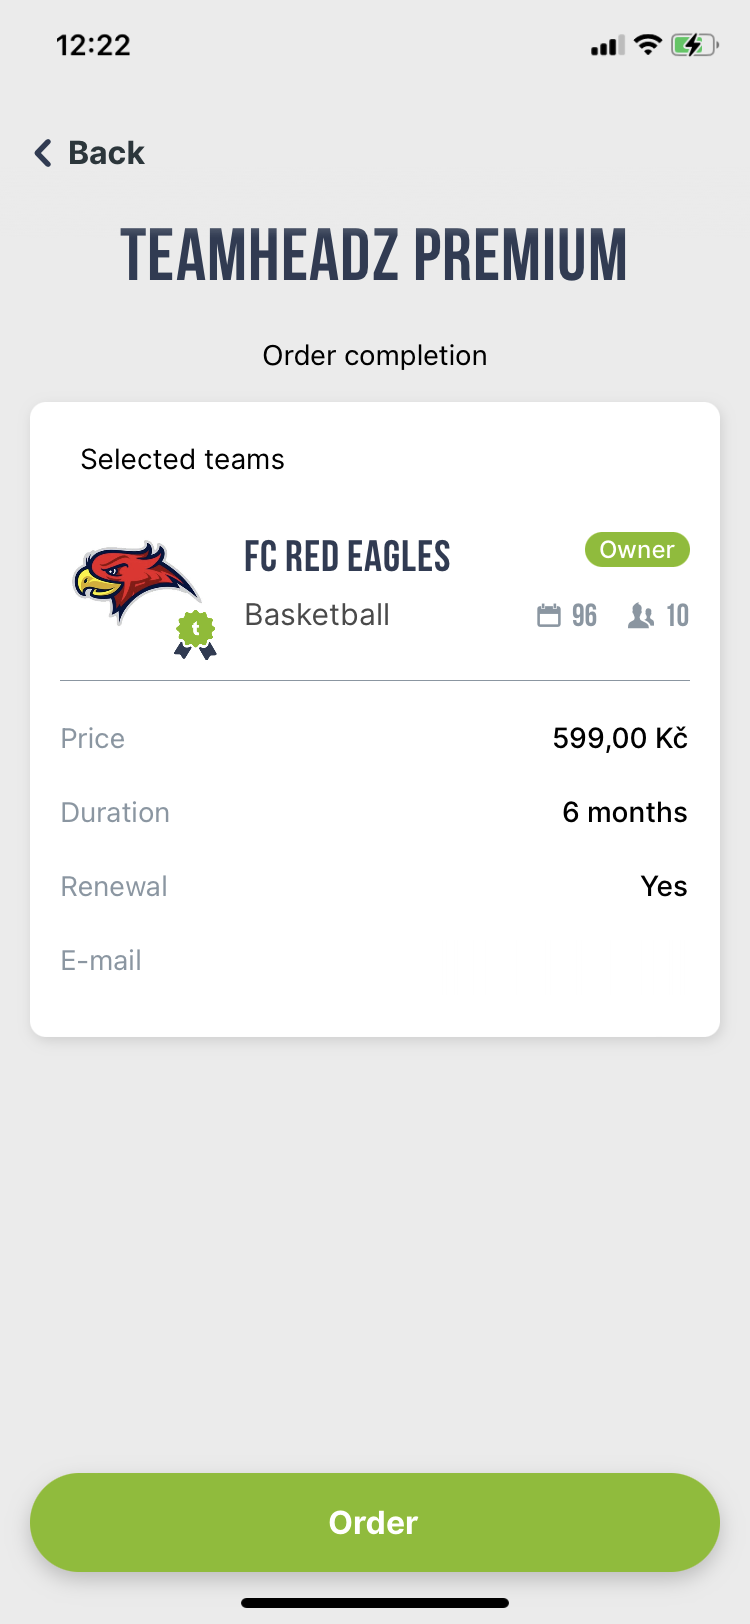 12:22
Back
TEAMHEADZ PREMIUM
Order completion
Selected teams
FC RED EAGLES
Owner
Basketball
96
10
t
Price
599,00 Kč
Duration
6 months
Renewal
Yes
E-mail
Order